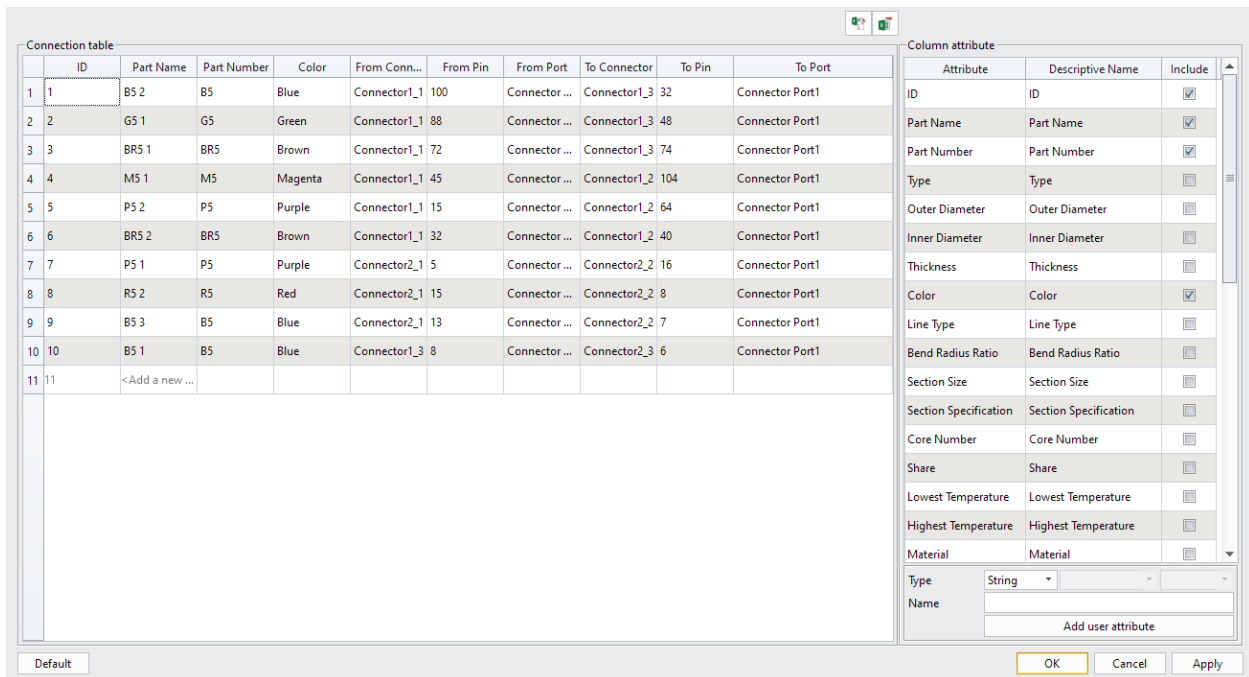 Connection table
ID Part Name Part Number Color From Conn... From Pin From Port To Connector To Pin To Port
1 1 B5 2 B5 Blue Connector1_1 100 Connector ... Connector1_3 32 Connector Port1
2 2 G5 1 G5 Green Connector1_1 88 Connector ... Connector1_3 48 Connector Port1
3 3 BR5 1 BR5 Brown Connector1_1 72 Connector ... Connector1_3 74 Connector Port1
4 4 M5 1 M5 Magenta Connector1_1 45 Connector ... Connector1_2 104 Connector Port1
5 5 P5 2 P5 Purple Connector1_1 15 Connector ... Connector1_2 64 Connector Port1
6 6 BR5 2 BR5 Brown Connector1_1 32 Connector ... Connector1_2 40 Connector Port1
7 7 P5 1 P5 Purple Connector2_1 5 Connector ... Connector2_2 16 Connector Port1
8 8 R5 2 R5 Red Connector2_1 15 Connector ... Connector2_2 8 Connector Port1
9 9 B5 3 B5 Blue Connector2_1 13 Connector ... Connector2_2 7 Connector Port1
10 10 B5 1 B5 Blue Connector1_3 8 Connector ... Connector2_3 6 Connector Port1
11 11 <Add a new ...
Column attribute
Attribute Descriptive Name Include
ID ID
Part Name Part Name
Part Number Part Number
Type Type
Outer Diameter Outer Diameter
Inner Diameter Inner Diameter
Thickness Thickness
Color Color
Line Type Line Type
Bend Radius Ratio Bend Radius Ratio
Section Size Section Size
Section Specification Section Specification
Core Number Core Number
Share Share
Lowest Temperature Lowest Temperature
Highest Temperature Highest Temperature
Material Material
Type String
Name
Add user attribute
Default OK Cancel Apply